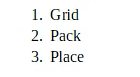 1. Grid
2. Pack
3. Place